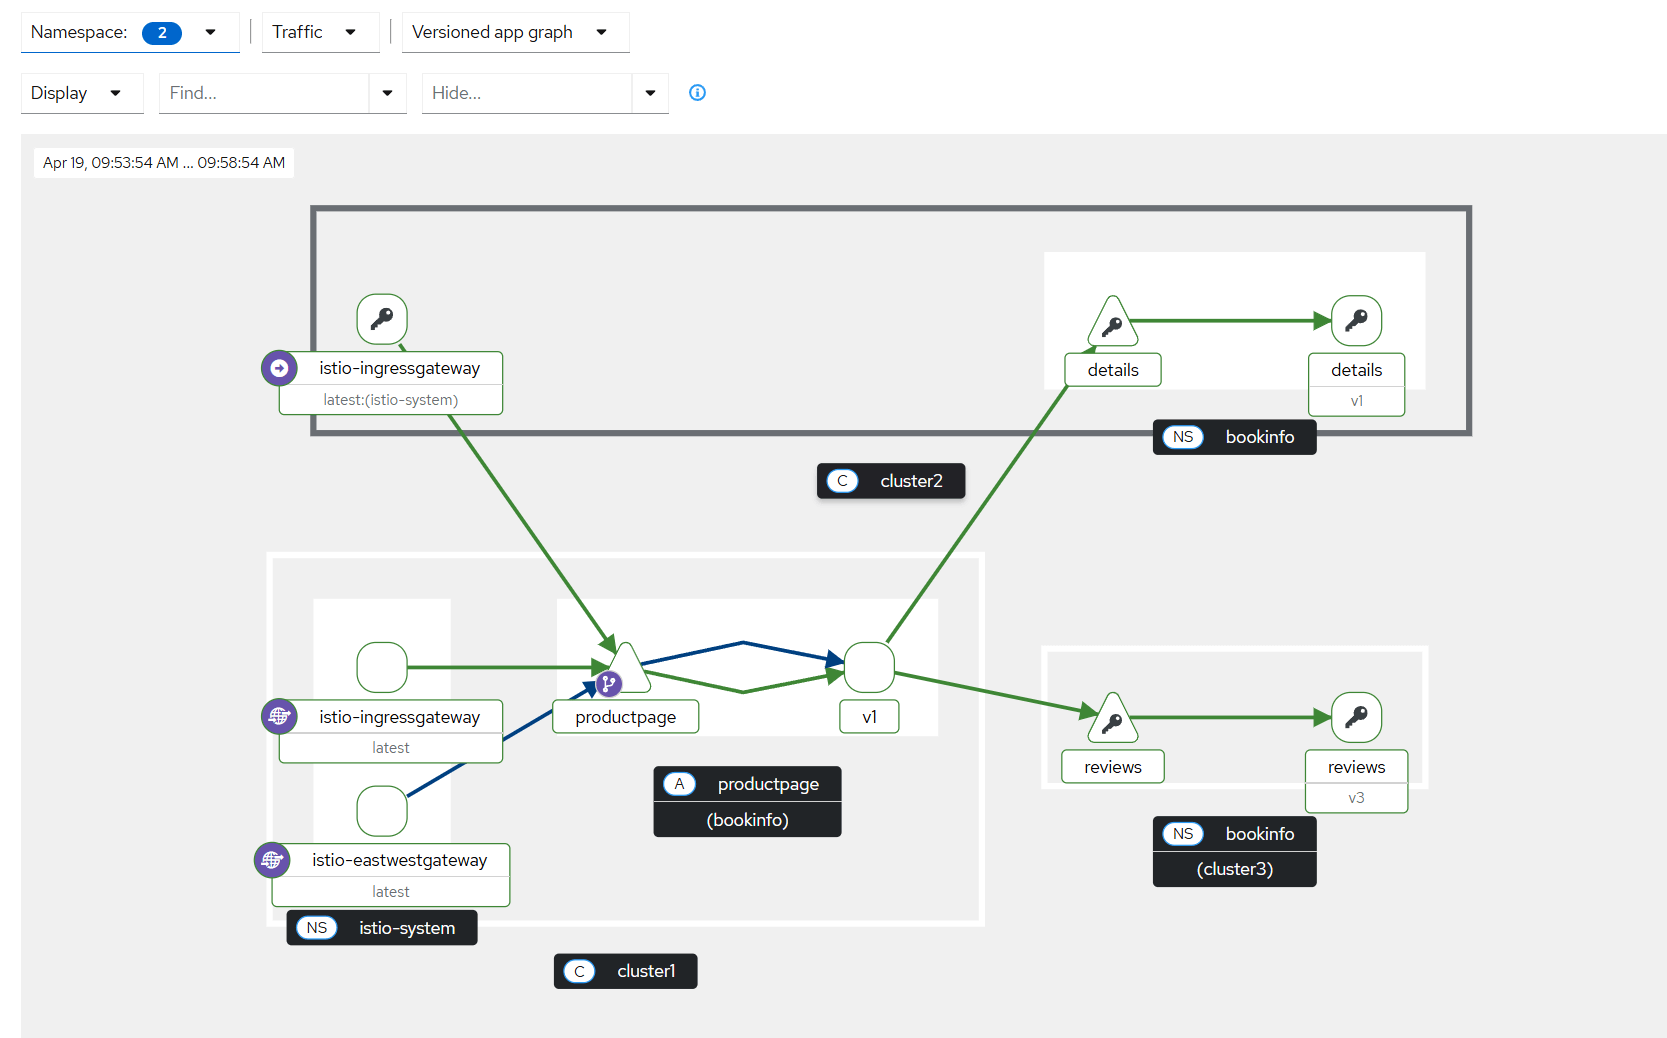 Namespace: 2
Traffic
Versioned app graph
Display
Find...
Hide...
Apr 19, 09:53:54 AM ... 09:58:54 AM
istio-ingressgateway
latest:(istio-system)
details
details
v1
NS bookinfo
C cluster2
istio-ingressgateway
latest
productpage
v1
A productpage
(bookinfo)
reviews
reviews
v3
NS bookinfo
(cluster3)
istio-eastwestgateway
latest
NS istio-system
C cluster1